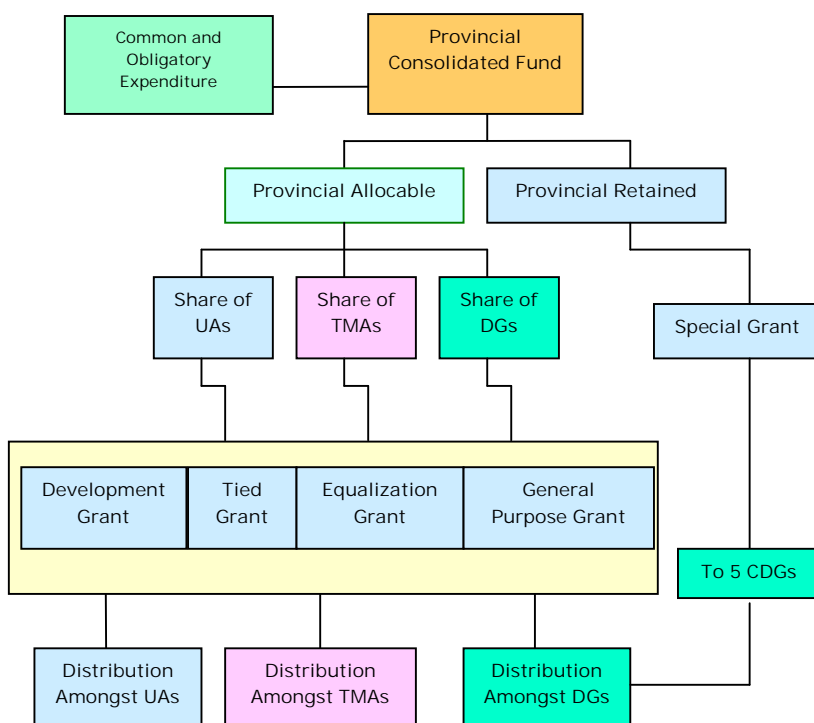 Common and
Obligatory
Expenditure
Provincial
Consolidated Fund
Provincial Allocable
Provincial Retained
Share of
UAs
Share of
TMAs
Share of
DGs
Special Grant
Development
Grant
Tied
Grant
Equalization
Grant
General
Purpose Grant
To 5 CDGs
Distribution
Amongst UAs
Distribution
Amongst TMAs
Distribution
Amongst DGs